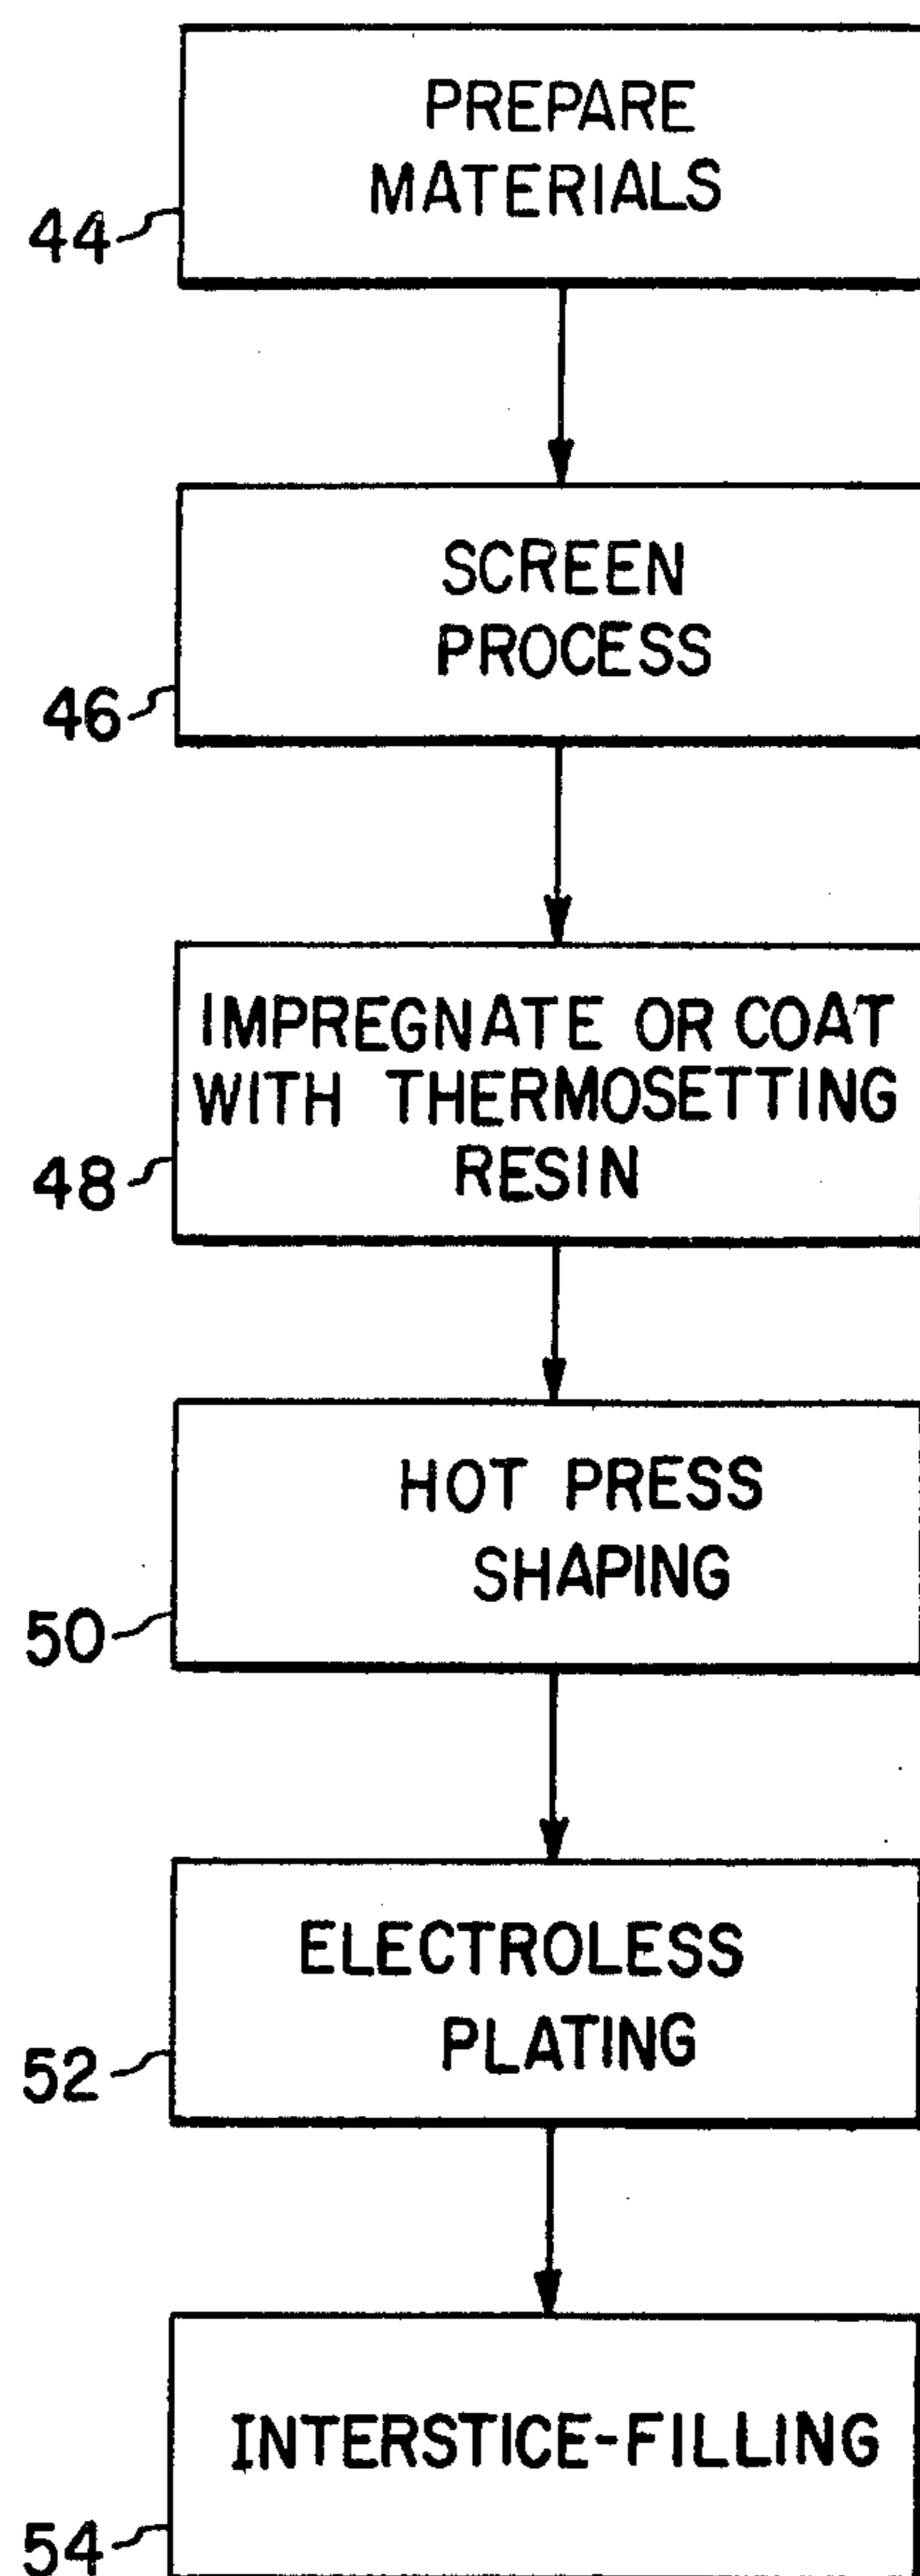 PREPARE
MATERIALS
44
SCREEN
PROCESS
46
IMPREGNATE OR COAT
WITH THERMOSETTING
RESIN
48
HOT PRESS
SHAPING
50
ELECTROLESS
PLATING
52
INTERSTICE-FILLING
54